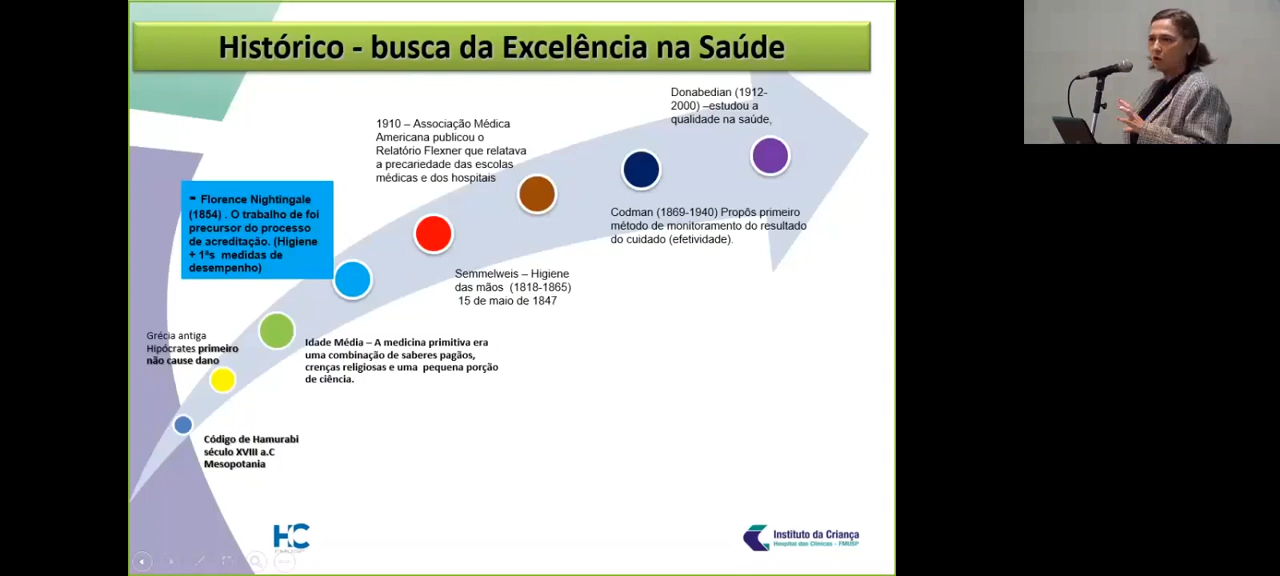 Histórico - busca da Excelência na Saúde
Donabedian (1912-
2000) –estudou a
qualidade na saúde,
1910 – Associação Médica
Americana publicou o
Relatório Flexner que relatava
a precariedade das escolas
médicas e dos hospitais
Codman (1869-1940) Propôs primeiro
método de monitoramento do resultado
do cuidado (efetividade).
- Florence Nightingale
(1854) . O trabalho de foi
precursor do processo
de acreditação. (Higiene
+ 1ªs medidas de
desempenho)
Semmelweis – Higiene
das mãos (1818-1865)
15 de maio de 1847
Grécia antiga
Hipócrates primeiro
não cause dano
Idade Média – A medicina primitiva era
uma combinação de saberes pagãos,
crenças religiosas e uma pequena porção
de ciência.
Código de Hamurabi
século XVIII a.C
Mesopotania
HC
FMUSP
Instituto da Criança
Hospital das Clínicas - FMUSP